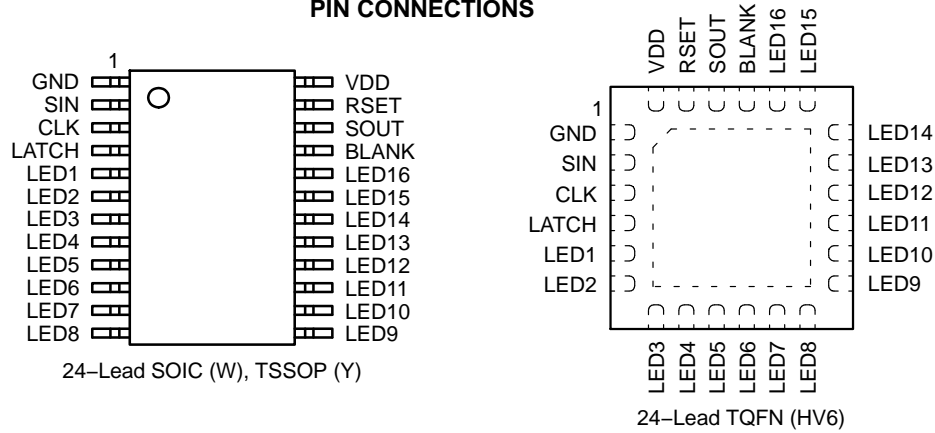 PIN CONNECTIONS
1
GND
SIN
CLK
LATCH
LED1
LED2
LED3
LED4
LED5
LED6
LED7
LED8
VDD
RSET
SOUT
BLANK
LED16
LED15
LED14
LED13
LED12
LED11
LED10
LED9
24–Lead SOIC (W), TSSOP (Y)
VDD
RSET
SOUT
BLANK
LED16
LED15
1
GND
SIN
CLK
LATCH
LED1
LED2
LED14
LED13
LED12
LED11
LED10
LED9
LED3
LED4
LED5
LED6
LED7
LED8
24–Lead TQFN (HV6)